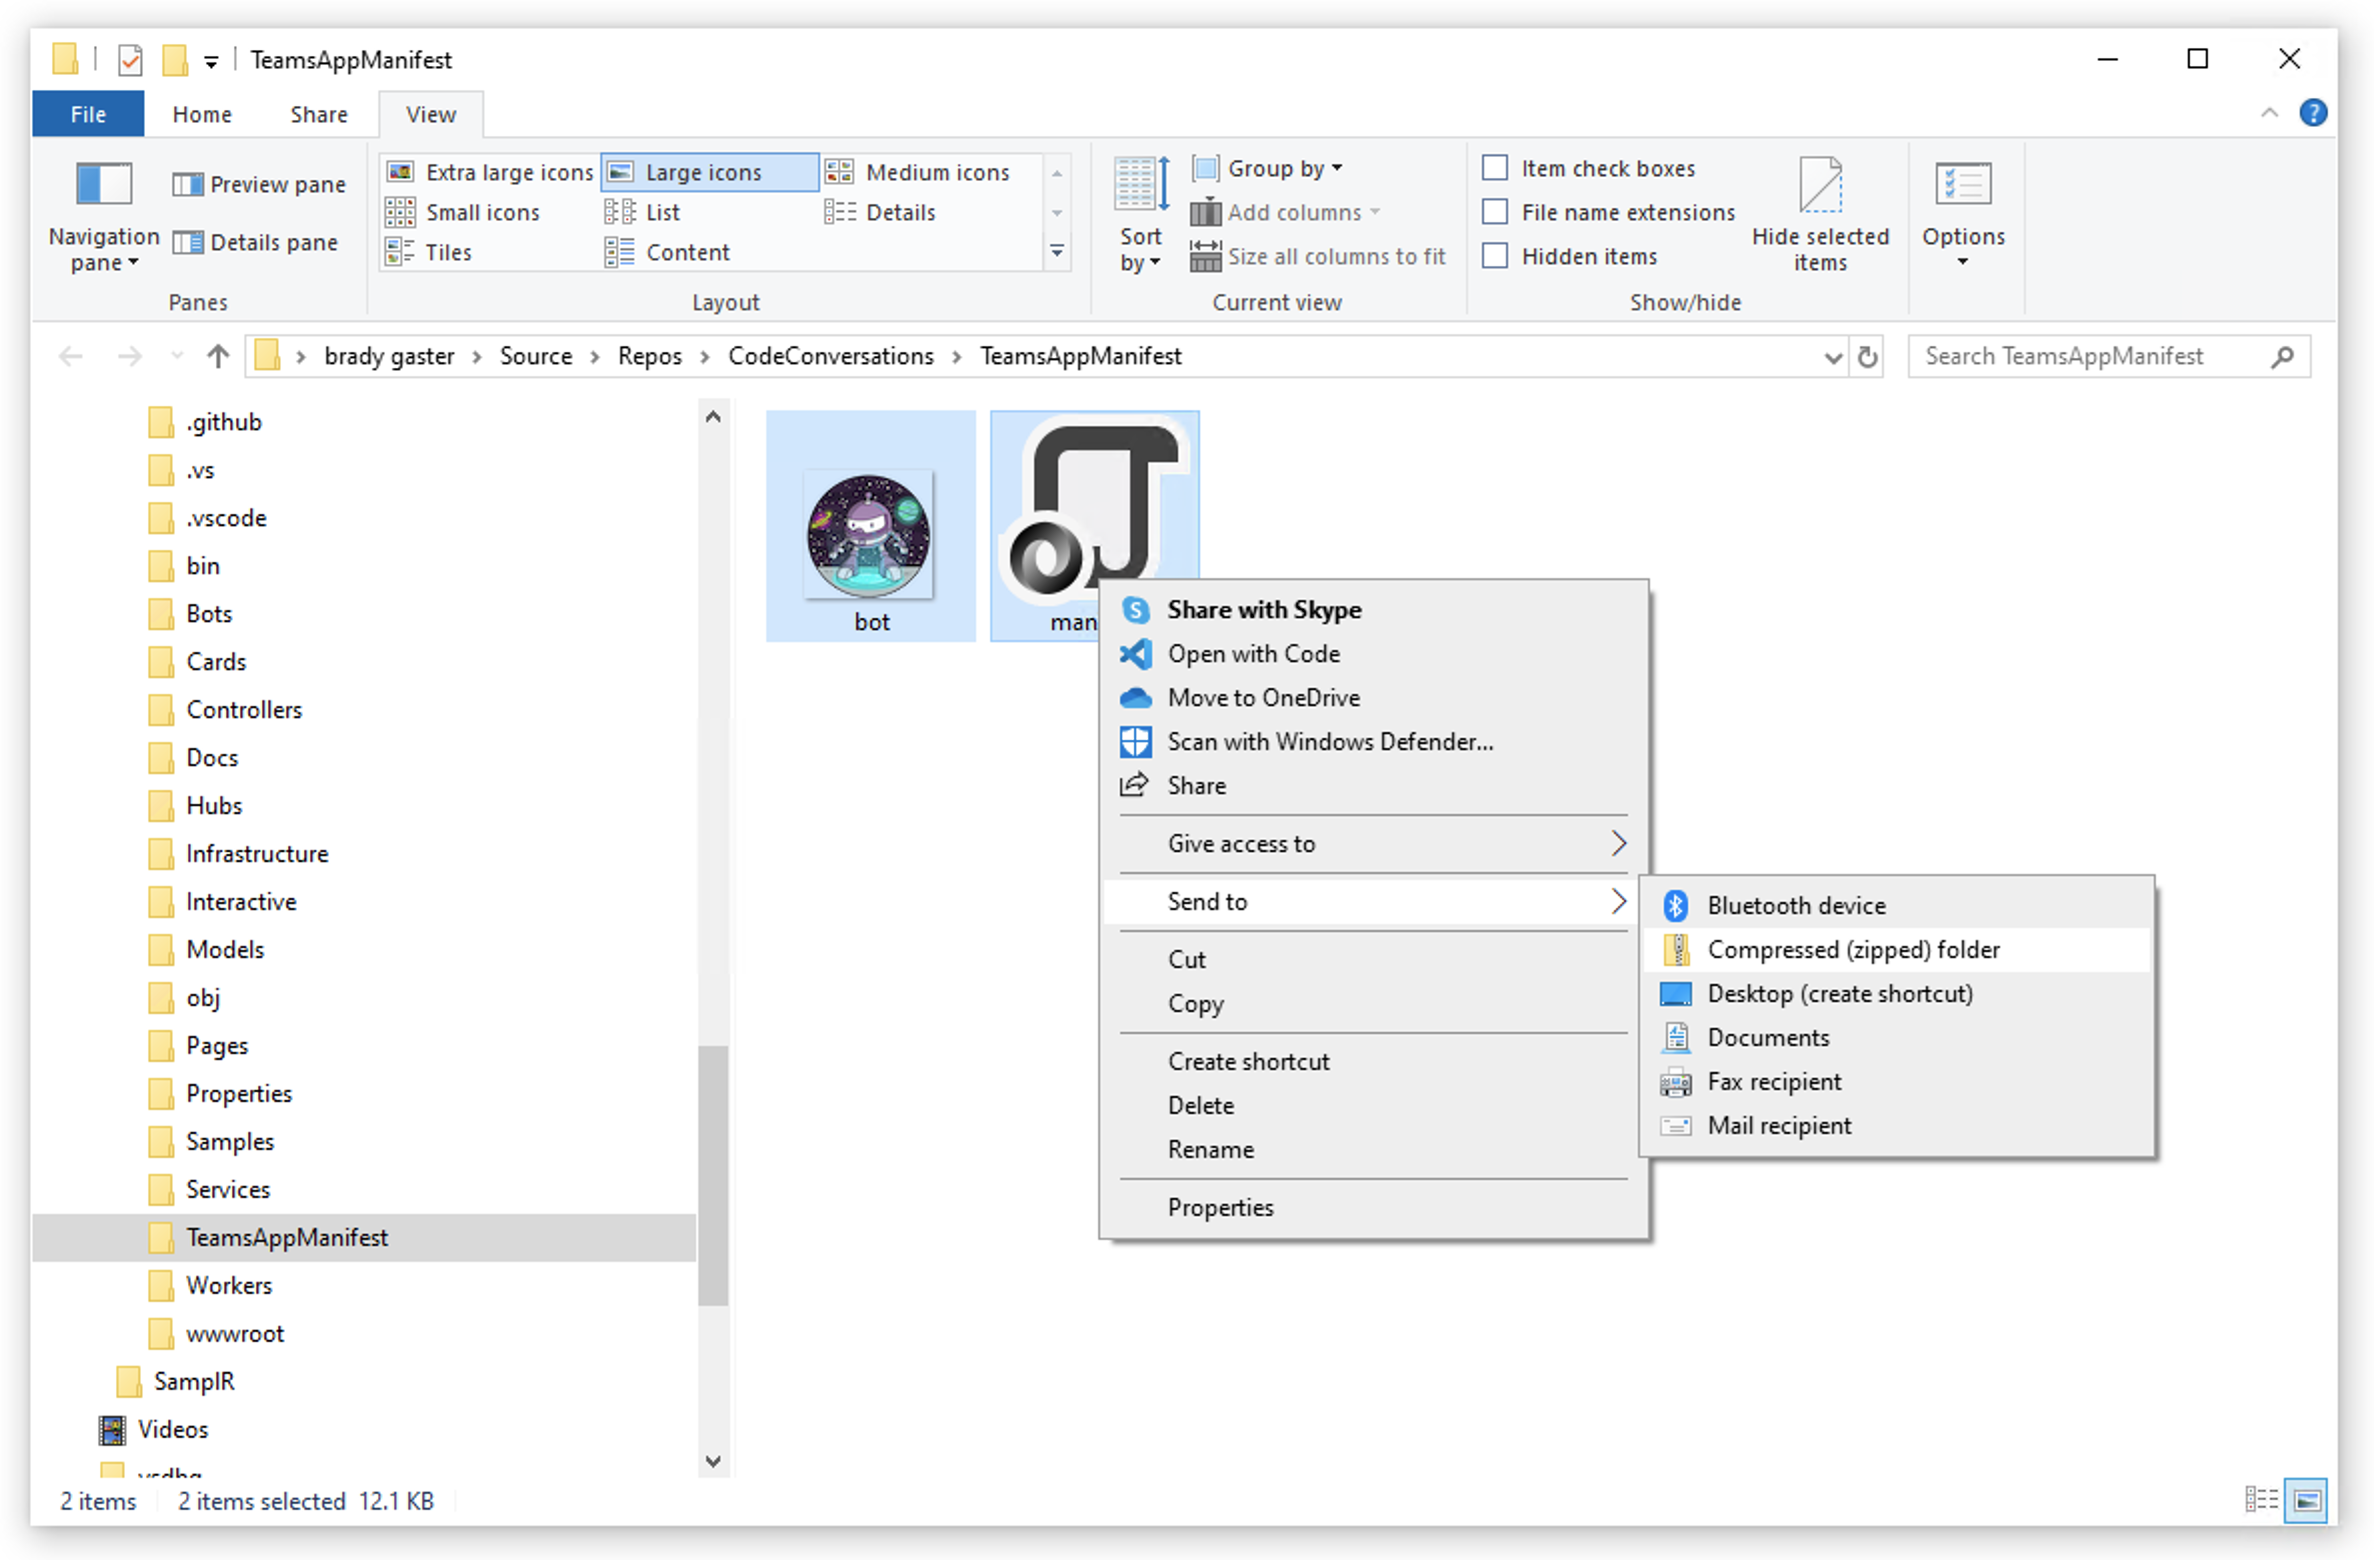 TeamsAppManifest
File Home Share View
Navigation pane
Preview pane
Details pane
Panes
Extra large icons Large icons Medium icons
Small icons List Details
Tiles Content
Layout
Sort by
Group by
Add columns
Size all columns to fit
Current view
Item check boxes
File name extensions
Hidden items
Hide selected items
Show/hide
Options
brady gaster Source Repos CodeConversations TeamsAppManifest
Search TeamsAppManifest
.github
.vs
.vscode
bin
Bots
Cards
Controllers
Docs
Hubs
Infrastructure
Interactive
Models
obj
Pages
Properties
Samples
Services
TeamsAppManifest
Workers
wwwroot
SamplR
Videos
bot
man
Share with Skype
Open with Code
Move to OneDrive
Scan with Windows Defender...
Share
Give access to
Send to
Cut
Copy
Create shortcut
Delete
Rename
Properties
Bluetooth device
Compressed (zipped) folder
Desktop (create shortcut)
Documents
Fax recipient
Mail recipient
2 items 2 items selected 12.1 KB